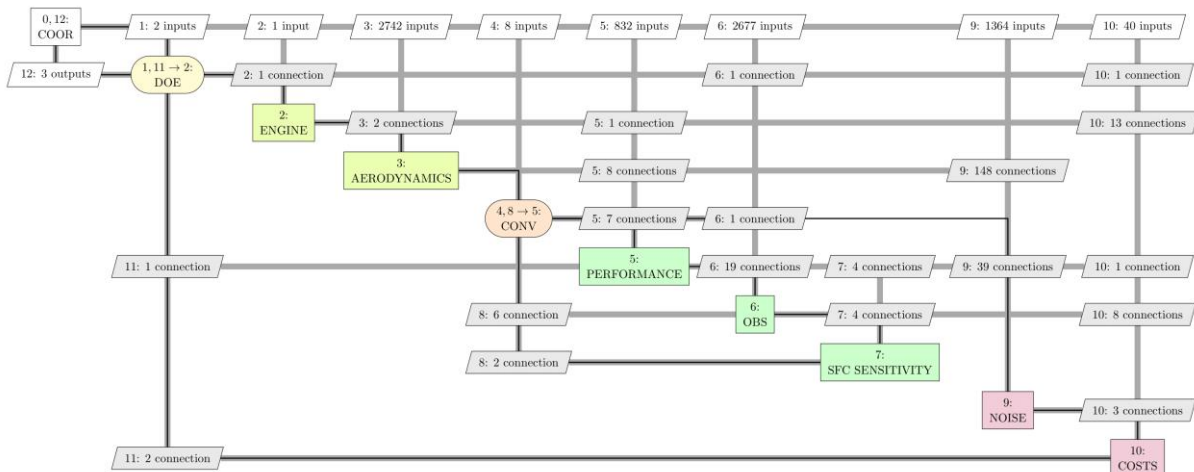 0, 12:
COOR
1: 2 inputs
2: 1 input
3: 2742 inputs
4: 8 inputs
5: 832 inputs
6: 2677 inputs
9: 1364 inputs
10: 40 inputs
12: 3 outputs
1, 11 → 2:
DOE
2: 1 connection
6: 1 connection
10: 1 connection
2:
ENGINE
3: 2 connections
5: 1 connection
10: 13 connections
3:
AERODYNAMICS
5: 8 connections
9: 148 connections
4, 8 → 5:
CONV
5: 7 connections
6: 1 connection
11: 1 connection
5:
PERFORMANCE
6: 19 connections
7: 4 connections
9: 39 connections
10: 1 connection
8: 6 connection
6:
OBS
7: 4 connections
10: 8 connections
8: 2 connection
7:
SFC SENSITIVITY
9:
NOISE
10: 3 connections
11: 2 connection
10:
COSTS